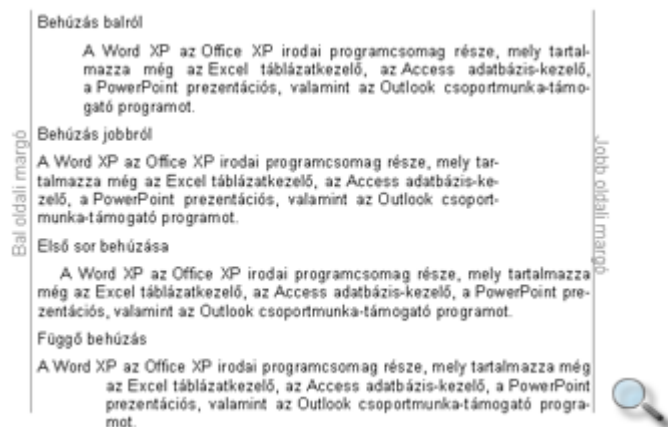 Behúzás balról
A Word XP az Office XP irodai programcsomag része, mely tartal-
mazza még az Excel táblázatkezelő, az Access adatbázis-kezelő,
a PowerPoint prezentációs, valamint az Outlook csoportmunka-támo-
gató programot.
Behúzás jobbról
A Word XP az Office XP irodai programcsomag része, mely tar-
talmazza még az Excel táblázatkezelő, az Access adatbázis-ke-
zelő, a PowerPoint prezentációs, valamint az Outlook csoport-
munka-támogató programot.
Első sor behúzása
A Word XP az Office XP irodai programcsomag része, mely tartalmazza
még az Excel táblázatkezelő, az Access adatbázis-kezelő, a PowerPoint pre-
zentációs, valamint az Outlook csoportmunka-támogató programot.
Függő behúzás
A Word XP az Office XP irodai programcsomag része, mely tartalmazza még
az Excel táblázatkezelő, az Access adatbázis-kezelő, a PowerPoint
prezentációs, valamint az Outlook csoportmunka-támogató progra-
mot.
Bal oldali margó
Jobb oldali margó